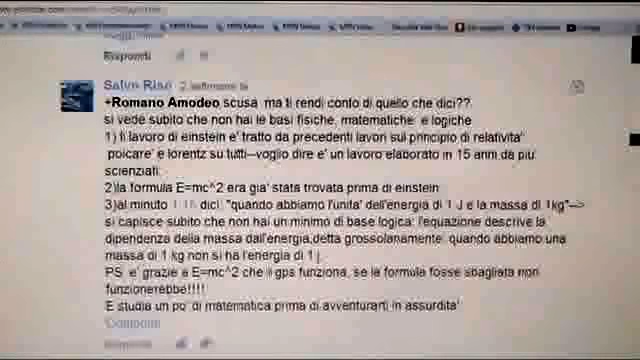 Rispondi
Salvo Riso 2 settimane fa
+Romano Amodeo scusa ma ti rendi conto di quello che dici??
si vede subito che non hai le basi fisiche, matematiche e logiche
1) ti lavoro di einstein e' tratto da precedenti lavori sul principio di relativita'
poicare' e lorentz su tutti--voglio dire e' un lavoro elaborato in 15 anni da più
scienziati.
2)la formula E=mc^2 era gia' stata trovata prima di einstein
3)al minuto 1:16 dici: "quando abbiamo l'unita' dell'energia di 1 J e la massa di 1kg"-->
si capisce subito che non hai un minimo di base logica: l'equazione descrive la
dipendenza della massa dall'energia,detta grossolanamente: quando abbiamo una
massa di 1 kg non si ha l'energia di 1 j.
PS. e' grazie a E=mc^2 che il gps funziona, se la formula fosse sbagliata non
funzionerebbe!!!!
E studia un po' di matematica prima di avventurarti in assurdita'